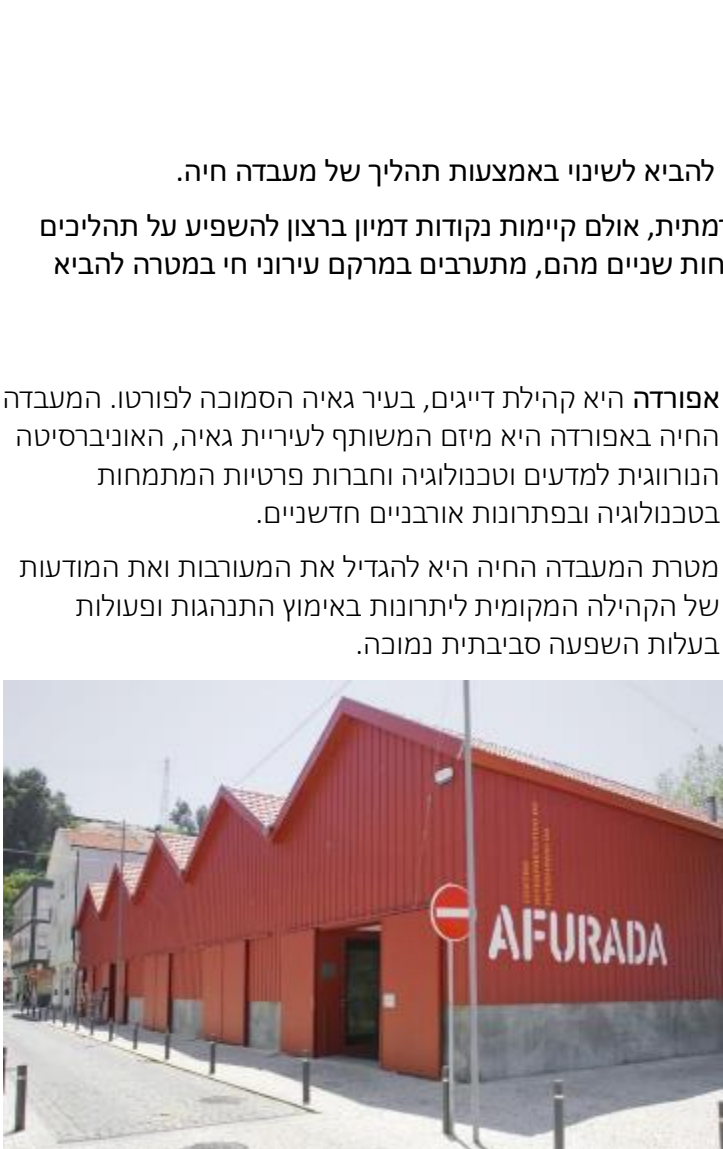 להביא לשינוי באמצעות תהליך של מעבדה חיה.
אולם קיימות נקודות דמיון ברצון להשפיע על תהליכים
שניים מהם, מתערבים במרקם עירוני חי במטרה להביא
אפורדה היא קהילת דייגים, בעיר גאיה הסמוכה לפורטו. המעבדה
החיה באפורדה היא מיזם המשותף לעיריית גאיה, האוניברסיטה
הנורווגית למדעים וטכנולוגיה וחברות פרטיות המתמחות
בטכנולוגיה ובפתרונות אורבניים חדשניים.
מטרת המעבדה החיה היא להגדיל את המעורבות ואת המודעות
של הקהילה המקומית ליתרונות באימוץ התנהגות ופעולות
בעלות השפעה סביבתית נמוכה.
AFURADA